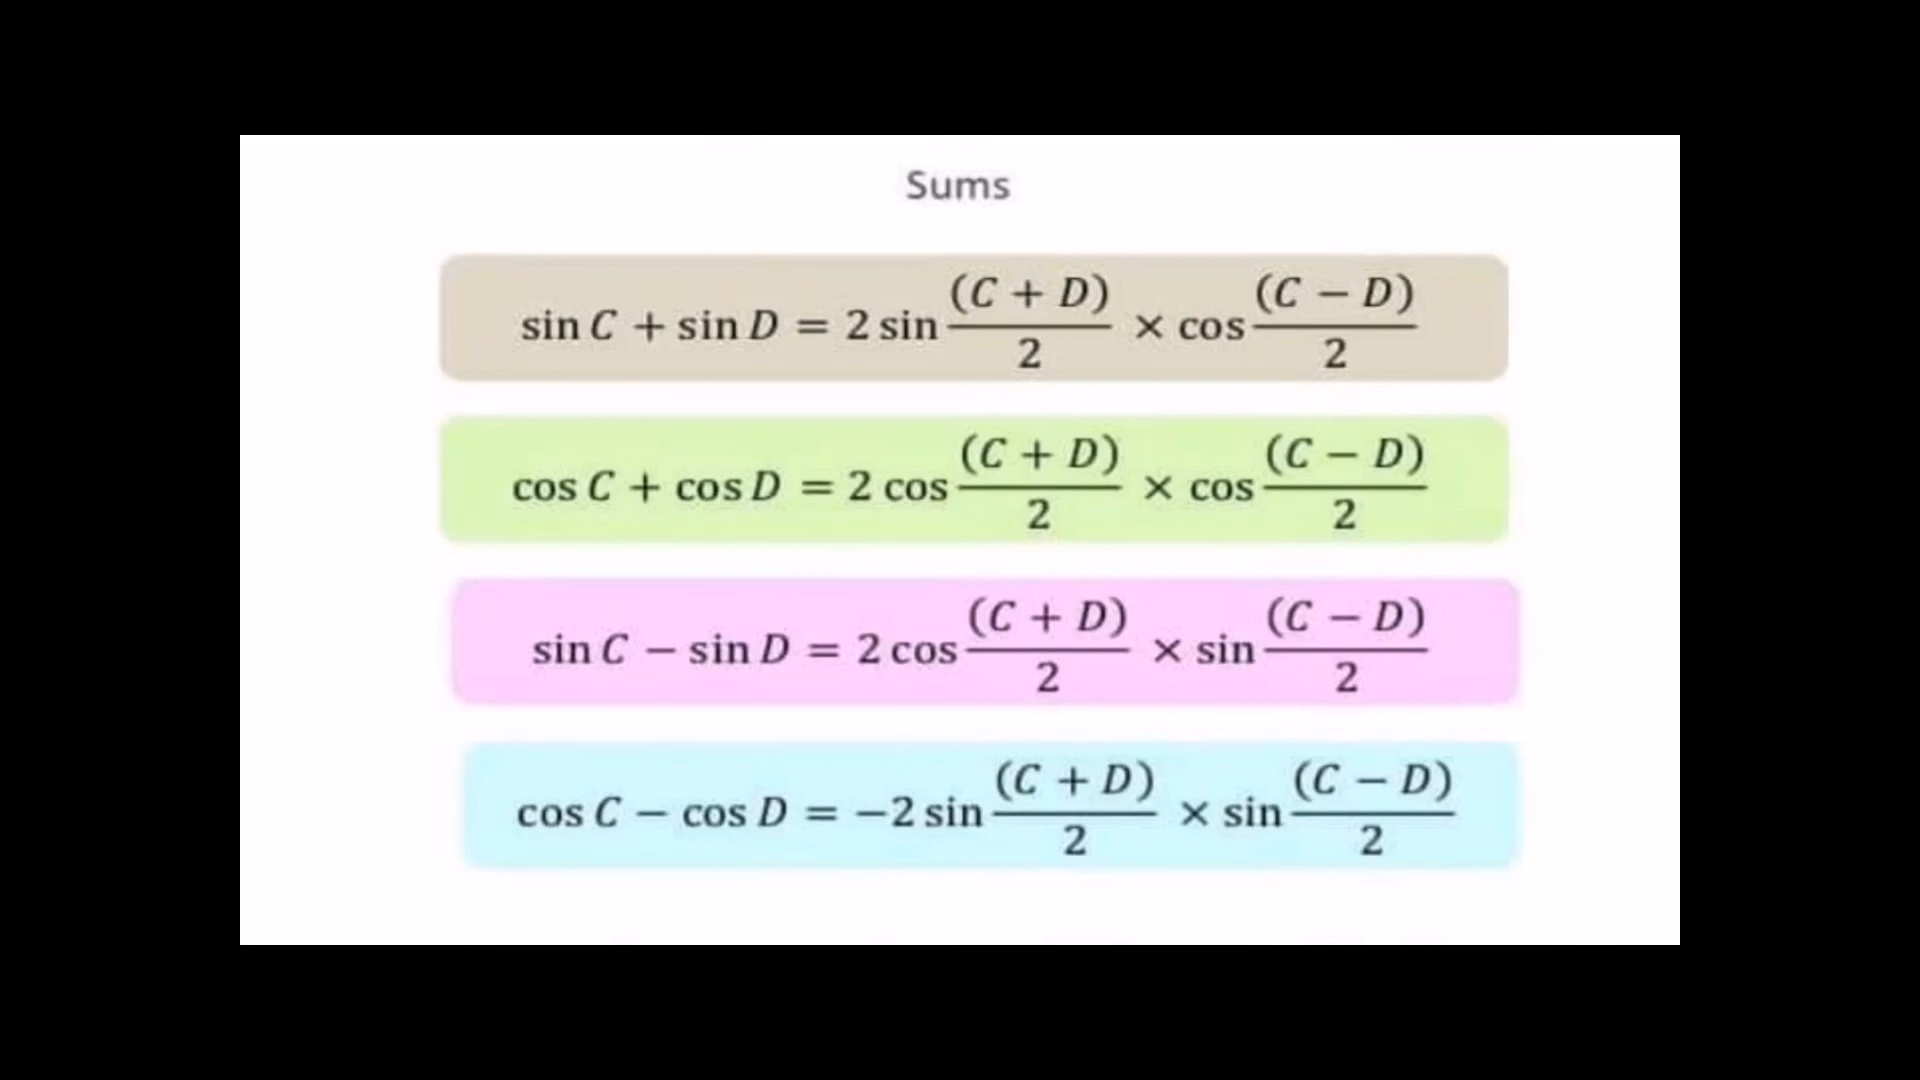 Sums
sin C + sin D = 2 sin (C + D)/2 × cos (C − D)/2
cos C + cos D = 2 cos (C + D)/2 × cos (C − D)/2
sin C − sin D = 2 cos (C + D)/2 × sin (C − D)/2
cos C − cos D = −2 sin (C + D)/2 × sin (C − D)/2